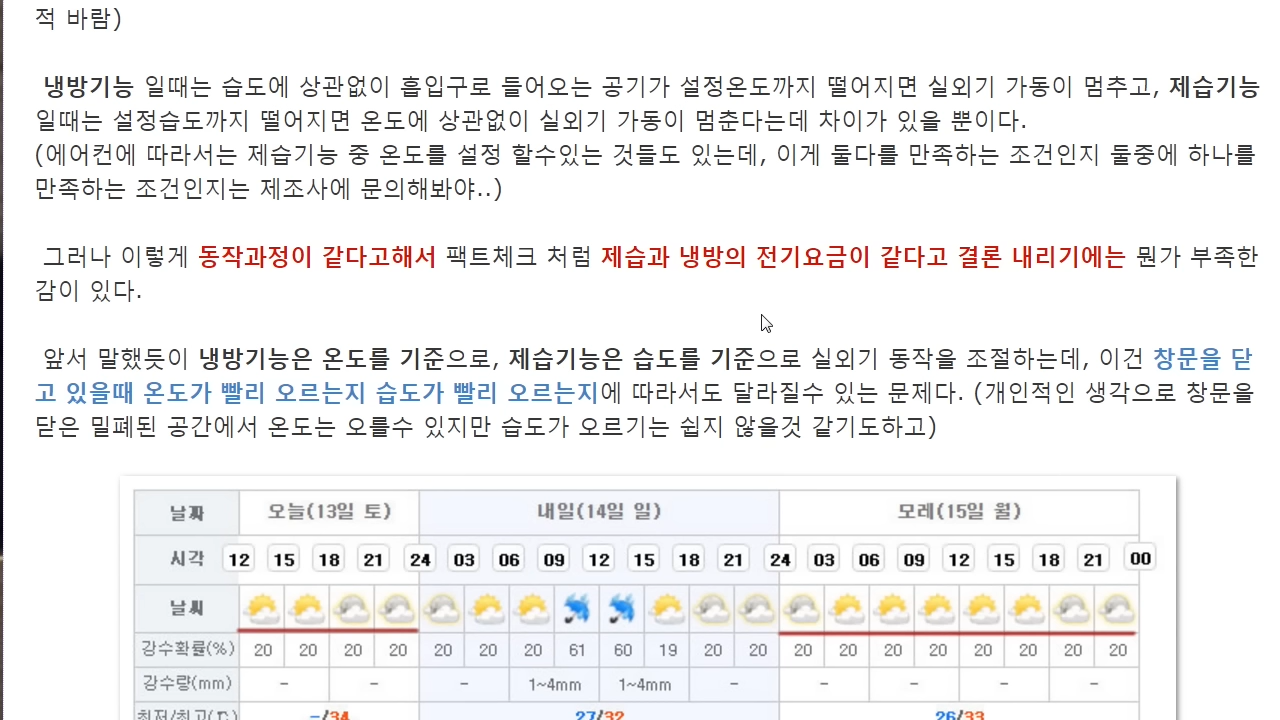 적 바람)
냉방기능 일때는 습도에 상관없이 흡입구로 들어오는 공기가 설정온도까지 떨어지면 실외기 가동이 멈추고, 제습기능
일때는 설정습도까지 떨어지면 온도에 상관없이 실외기 가동이 멈춘다는데 차이가 있을 뿐이다.
(에어컨에 따라서는 제습기능 중 온도를 설정 할수있는 것들도 있는데, 이게 둘다를 만족하는 조건인지 둘중에 하나를
만족하는 조건인지는 제조사에 문의해봐야..)
그러나 이렇게 동작과정이 같다고해서 팩트체크 처럼 제습과 냉방의 전기요금이 같다고 결론 내리기에는 뭔가 부족한
감이 있다.
앞서 말했듯이 냉방기능은 온도를 기준으로, 제습기능은 습도를 기준으로 실외기 동작을 조절하는데, 이건 창문을 닫
고 있을때 온도가 빨리 오르는지 습도가 빨리 오르는지에 따라서도 달라질수 있는 문제다. (개인적인 생각으로 창문을
닫은 밀폐된 공간에서 온도는 오를수 있지만 습도가 오르기는 쉽지 않을것 같기도하고)
날짜 오늘(13일 토) 내일(14일 일) 모레(15일 월)
시각 12 15 18 21 24 03 06 09 12 15 18 21 24 03 06 09 12 15 18 21 00
날씨
강수확률(%) 20 20 20 20 20 20 20 61 60 19 20 20 20 20 20 20 20 20 20 20
강수량(mm) - - - 1~4mm 1~4mm - - - - -
최저/최고(℃) -/34 27/32 26/33